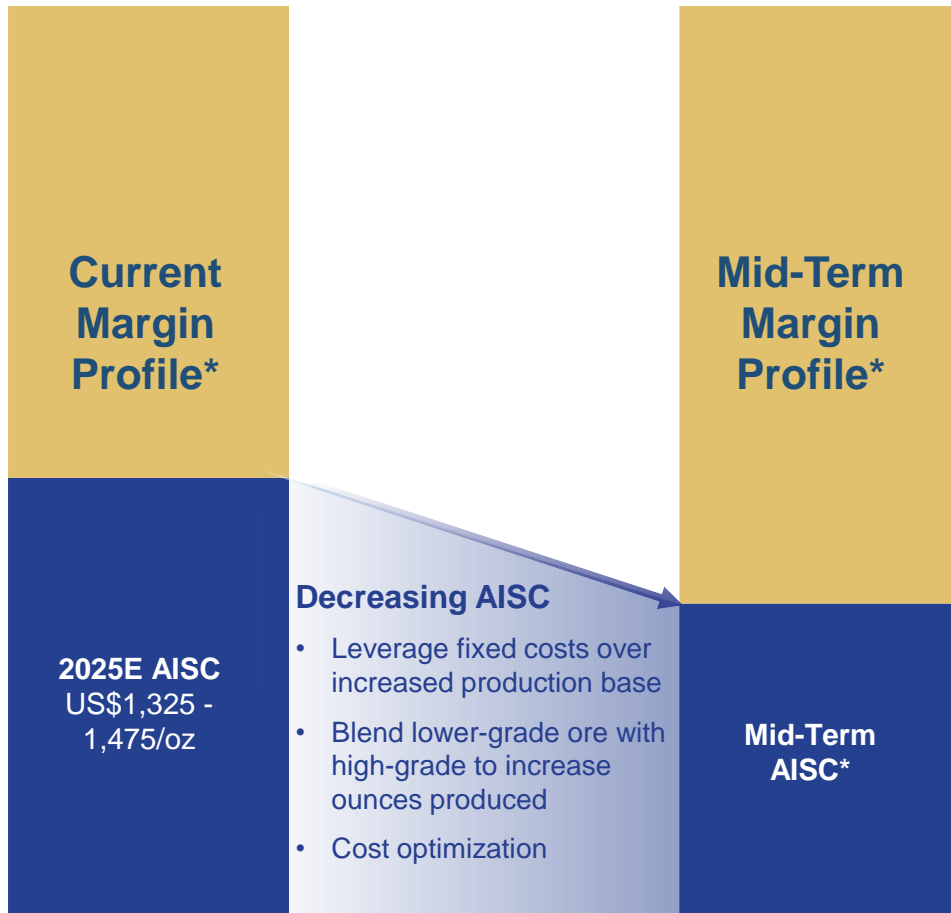 Current
Margin
Profile*
2025E AISC
US$1,325 -
1,475/oz
Decreasing AISC
• Leverage fixed costs over
increased production base
• Blend lower-grade ore with
high-grade to increase
ounces produced
• Cost optimization
Mid-Term
Margin
Profile*
Mid-Term
AISC*